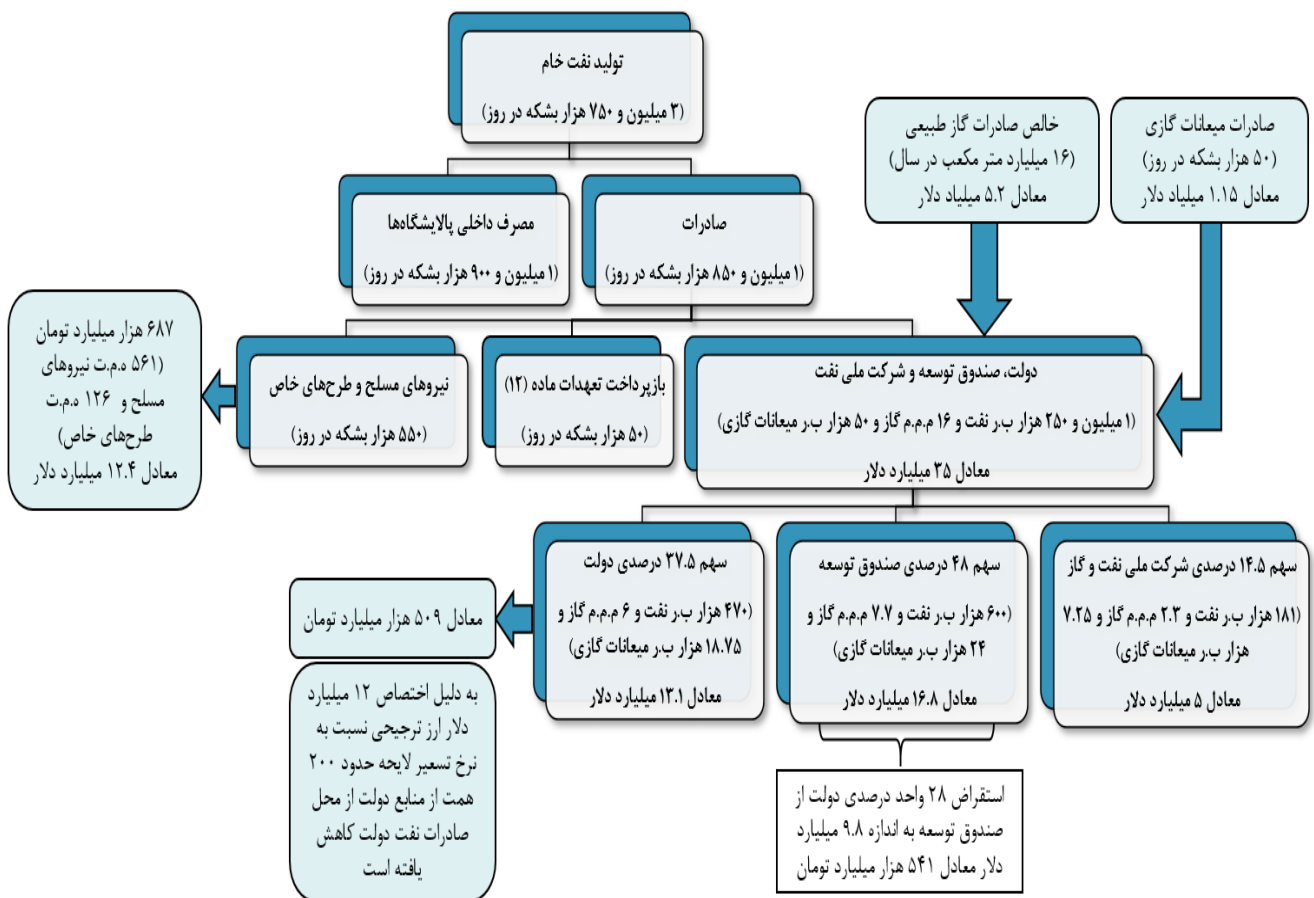 تولید نفت خام
(۳ میلیون و ۷۵۰ هزار بشکه در روز)
صادرات میعانات گازی
(۵۰ هزار بشکه در روز)
معادل ۱.۱۵ میلیاد دلار
خالص صادرات گاز طبیعی
(۱۶ میلیارد متر مکعب در سال)
معادل ۵.۲ میلیاد دلار
صادرات
(۱ میلیون و ۸۵۰ هزار بشکه در روز)
مصرف داخلی پالایشگاه‌ها
(۱ میلیون و ۹۰۰ هزار بشکه در روز)
دولت، صندوق توسعه و شرکت ملی نفت
(۱ میلیون و ۲۵۰ هزار ب.ر نفت و ۱۶ م.م.م گاز و ۵۰ هزار ب.ر میعانات گازی)
معادل ۳۵ میلیارد دلار
بازپرداخت تعهدات ماده (۱۲)
(۵۰ هزار بشکه در روز)
نیروهای مسلح و طرح‌های خاص
(۵۵۰ هزار بشکه در روز)
۶۸۷ هزار میلیارد تومان
(۵۶۱ ه.م.ت نیروهای
مسلح و ۱۲۶ ه.م.ت
طرح‌های خاص)
معادل ۱۲.۴ میلیارد دلار
سهم ۱۴.۵ درصدی شرکت ملی نفت و گاز
(۱۸۱ هزار ب.ر نفت و ۲.۳ م.م.م گاز و ۷.۲۵
هزار ب.ر میعانات گازی)
معادل ۵ میلیارد دلار
سهم ۴۸ درصدی صندوق توسعه
(۶۰۰ هزار ب.ر نفت و ۷.۷ م.م.م گاز و
۲۴ هزار ب.ر میعانات گازی)
معادل ۱۶.۸ میلیارد دلار
سهم ۳۷.۵ درصدی دولت
(۴۷۰ هزار ب.ر نفت و ۶ م.م.م گاز و
۱۸.۷۵ هزار ب.ر میعانات گازی)
معادل ۱۳.۱ میلیارد دلار
معادل ۵۰۹ هزار میلیارد تومان
به دلیل اختصاص ۱۲ میلیارد
دلار ارز ترجیحی نسبت به
نرخ تسعیر لایحه حدود ۲۰۰
همت از منابع دولت از محل
صادرات نفت دولت کاهش
یافته است
استقراض ۲۸ واحد درصدی دولت از
صندوق توسعه به اندازه ۹.۸ میلیارد
دلار معادل ۵۴۱ هزار میلیارد تومان